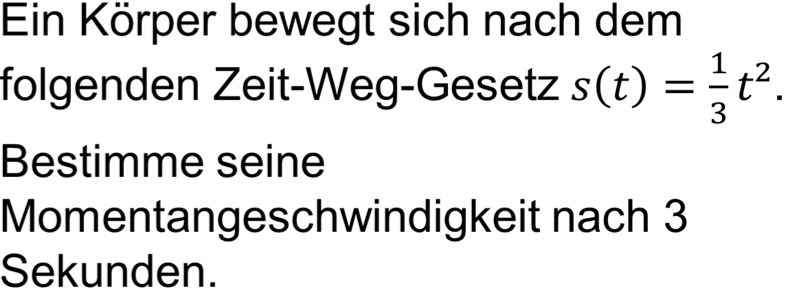 Ein Körper bewegt sich nach dem
folgenden Zeit-Weg-Gesetz s(t) = \frac{1}{3}t².
Bestimme seine
Momentangeschwindigkeit nach 3
Sekunden.